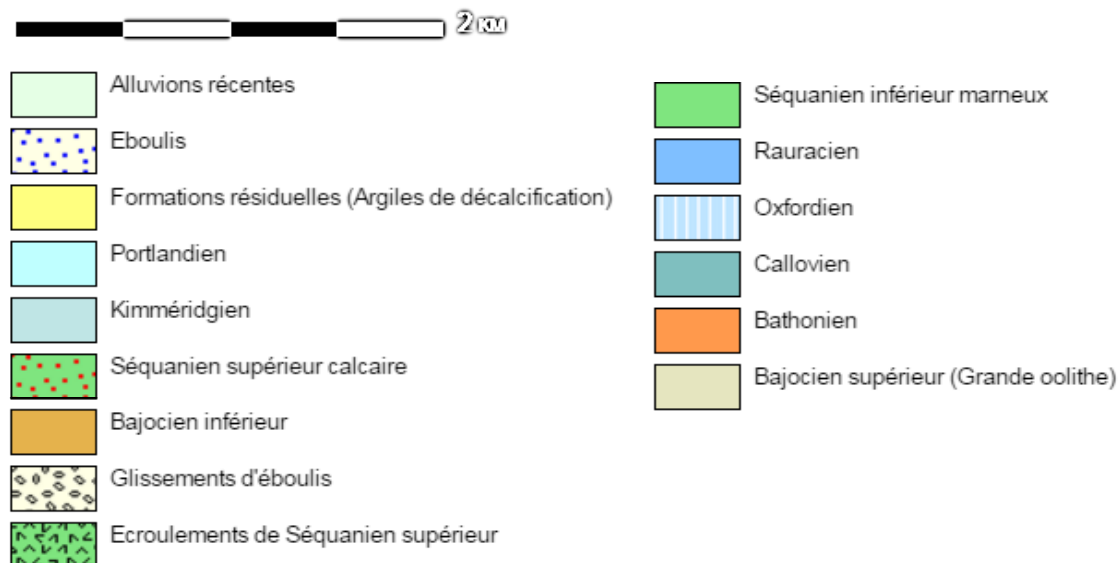 2 км
Alluvions récentes
Eboulis
Formations résiduelles (Argiles de décalcification)
Portlandien
Kimméridgien
Séquanien supérieur calcaire
Bajocien inférieur
Glissements d'éboulis
Ecroulements de Séquanien supérieur
Séquanien inférieur marneux
Rauracien
Oxfordien
Callovien
Bathonien
Bajocien supérieur (Grande oolithe)